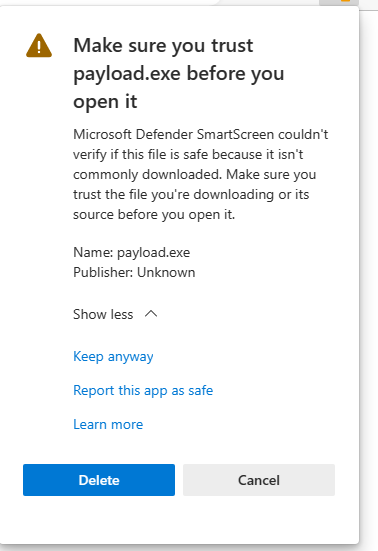 Make sure you trust
payload.exe before you
open it
Microsoft Defender SmartScreen couldn't
verify if this file is safe because it isn't
commonly downloaded. Make sure you
trust the file you're downloading or its
source before you open it.
Name: payload.exe
Publisher: Unknown
Show less
Keep anyway
Report this app as safe
Learn more
Delete
Cancel